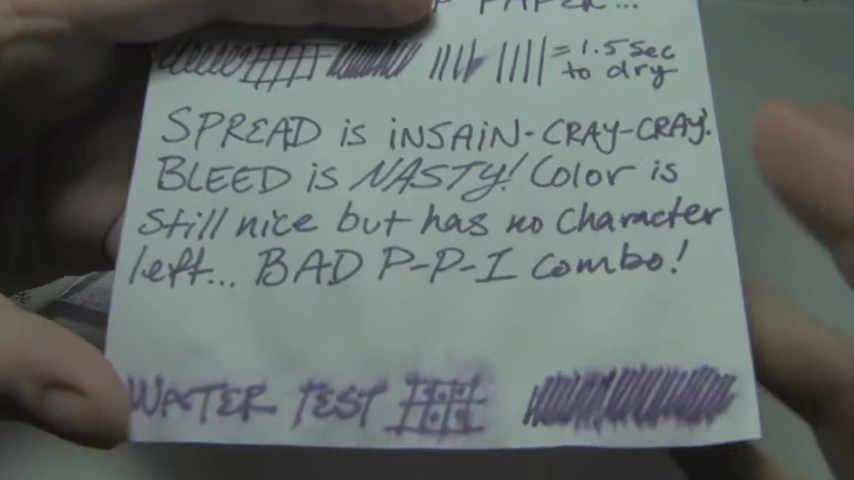 PAPER...
= 1.5 sec
to dry
SPREAD is iNSAiN-CRAY-CRAY!
BLEED is NASTY! Color is
still nice but has no character
left... BAD P-P-I combo!
WATER TEST